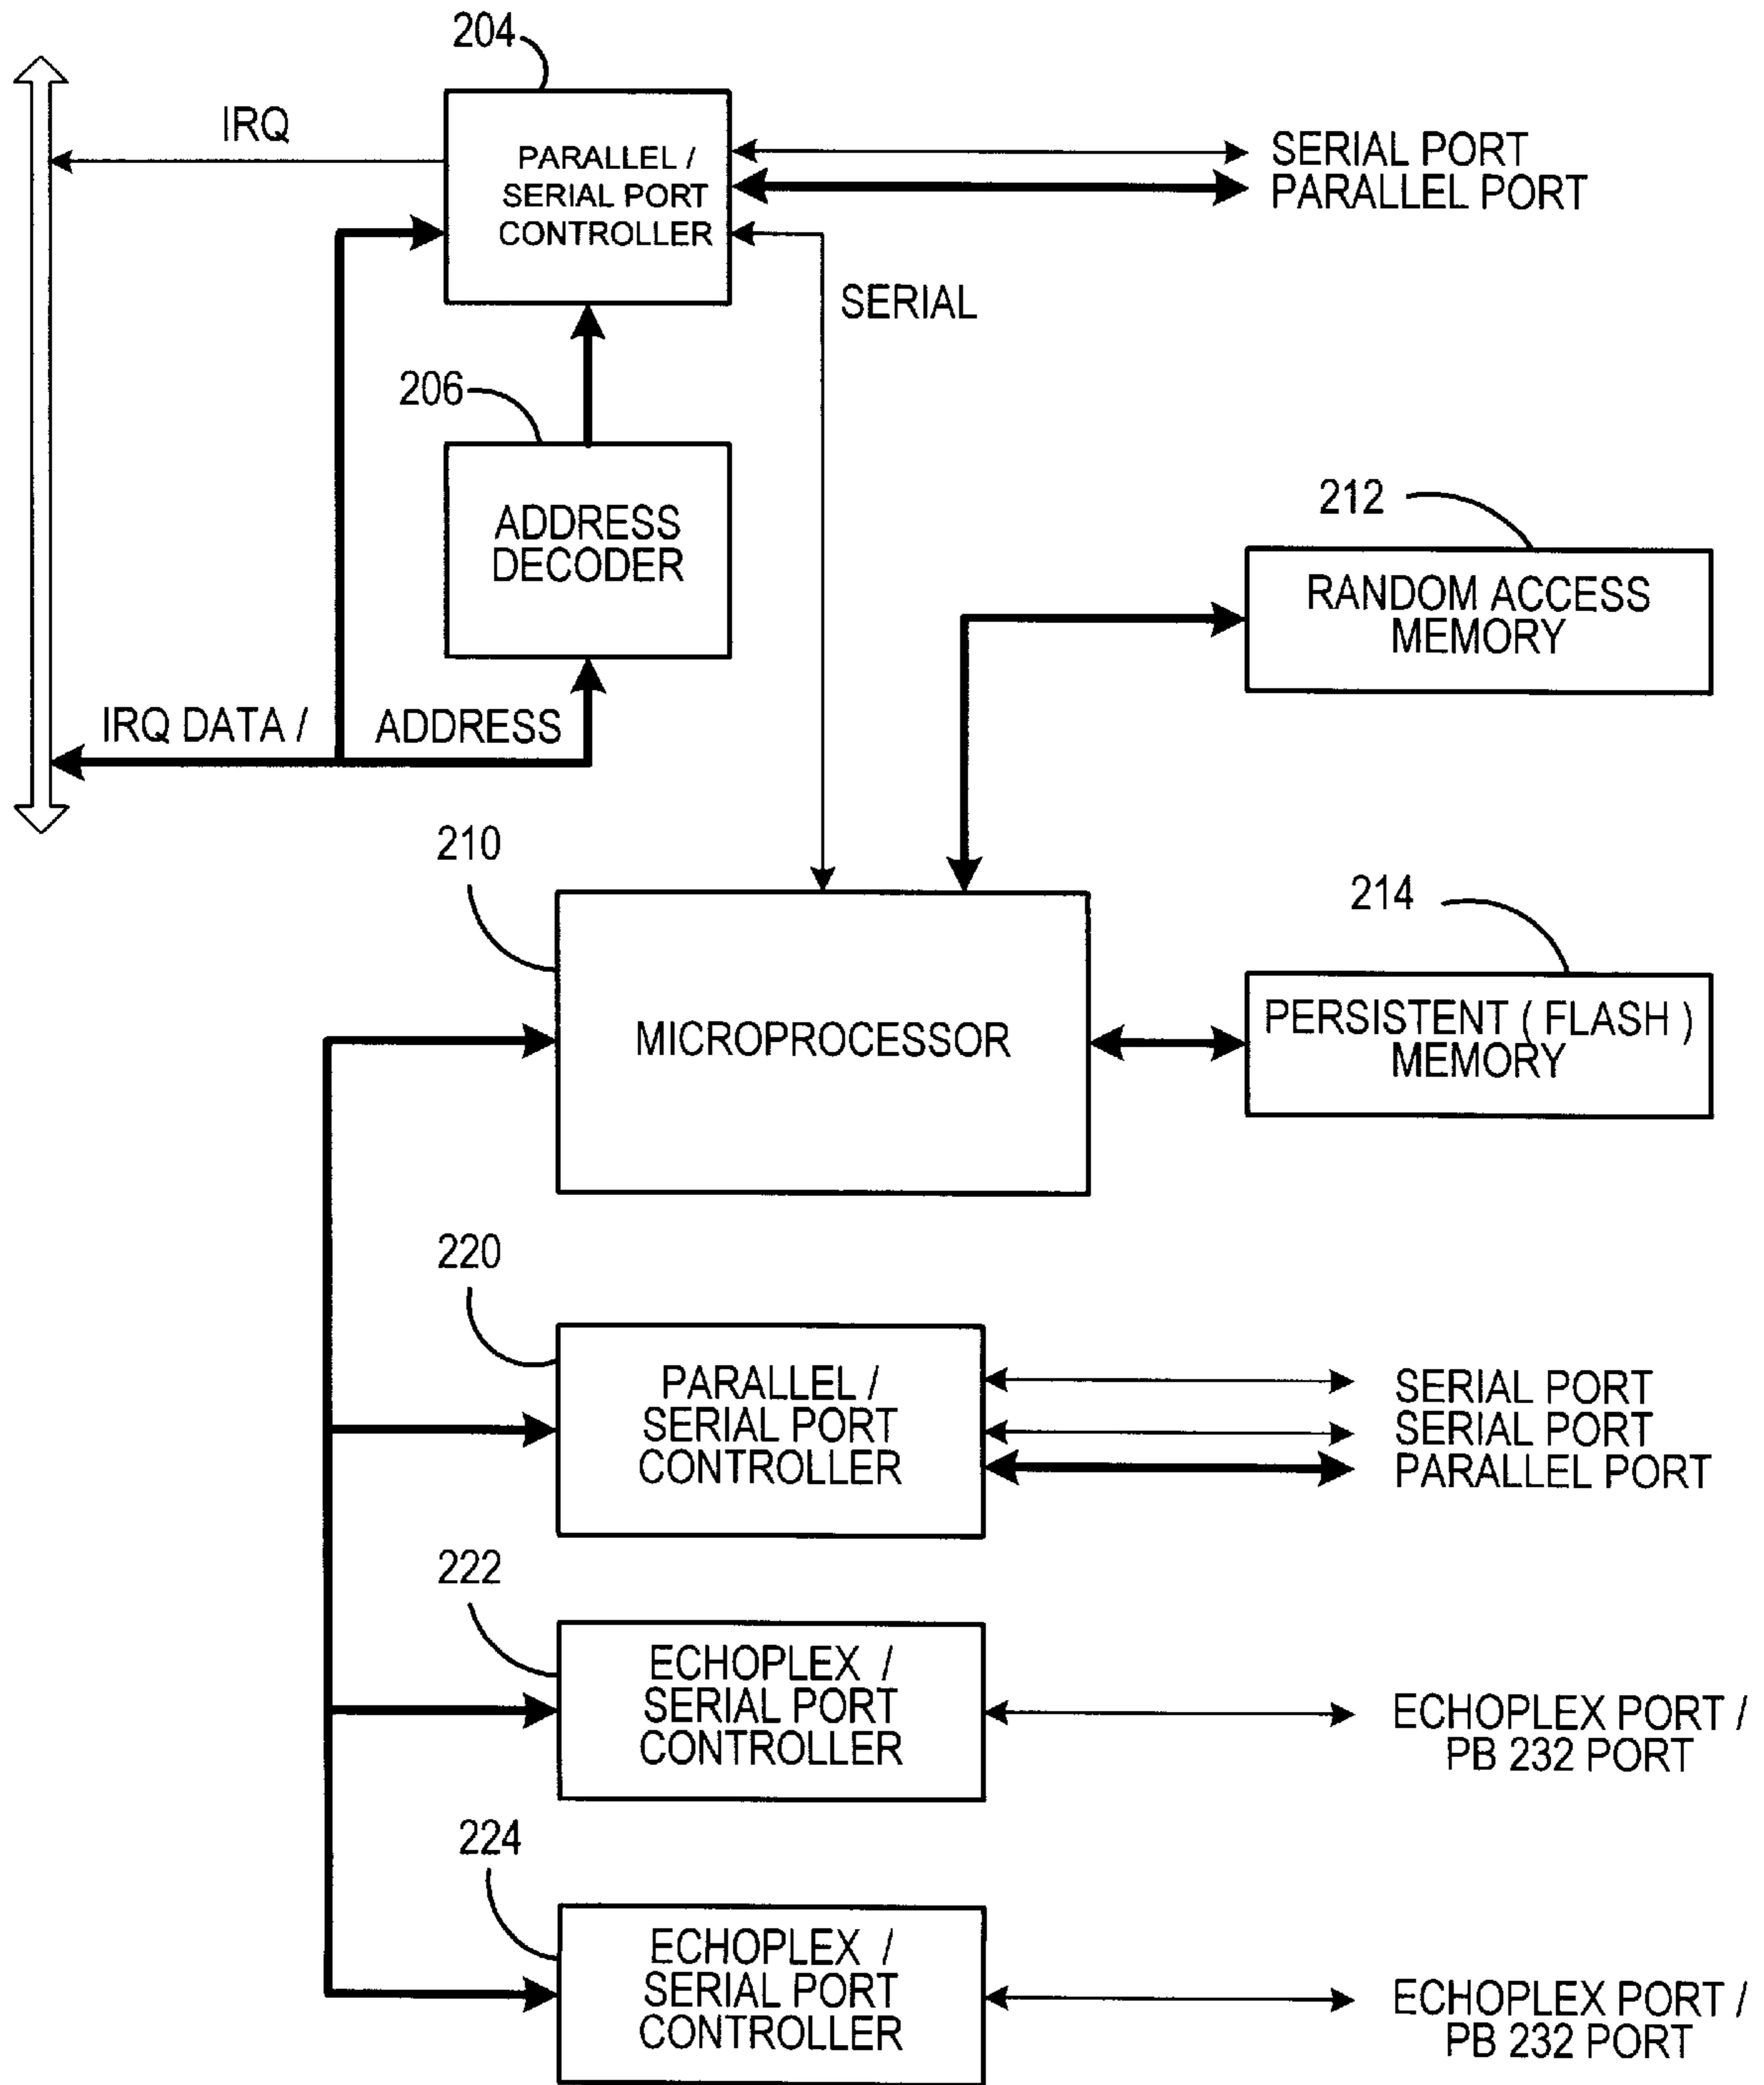 204
IRQ
PARALLEL /
SERIAL PORT
CONTROLLER
SERIAL PORT
PARALLEL PORT
SERIAL
206
ADDRESS
DECODER
212
RANDOM ACCESS
MEMORY
IRQ DATA / ADDRESS
210
214
MICROPROCESSOR
PERSISTENT ( FLASH )
MEMORY
220
PARALLEL /
SERIAL PORT
CONTROLLER
SERIAL PORT
SERIAL PORT
PARALLEL PORT
222
ECHOPLEX /
SERIAL PORT
CONTROLLER
ECHOPLEX PORT /
PB 232 PORT
224
ECHOPLEX /
SERIAL PORT
CONTROLLER
ECHOPLEX PORT /
PB 232 PORT